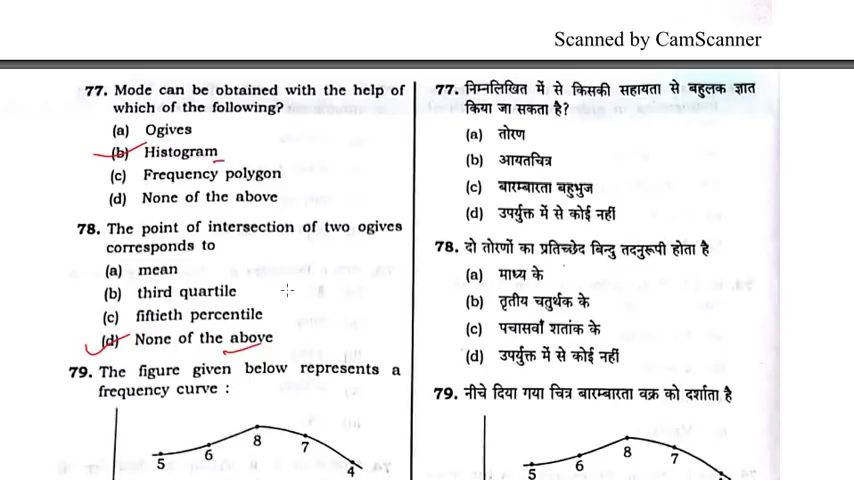 Scanned by CamScanner
77. Mode can be obtained with the help of
which of the following?
(a) Ogives
(b) Histogram
(c) Frequency polygon
(d) None of the above
78. The point of intersection of two ogives
corresponds to
(a) mean
(b) third quartile
(c) fiftieth percentile
(d) None of the above
79. The figure given below represents a
frequency curve :
5 6 8 7 4
77. निम्नलिखित में से किसकी सहायता से बहुलक ज्ञात
किया जा सकता है?
(a) तोरण
(b) आयतचित्र
(c) बारम्बारता बहुभुज
(d) उपर्युक्त में से कोई नहीं
78. दो तोरणों का प्रतिच्छेद बिन्दु तदनुरूपी होता है
(a) माध्य के
(b) तृतीय चतुर्थक के
(c) पचासवाँ शतांक के
(d) उपर्युक्त में से कोई नहीं
79. नीचे दिया गया चित्र बारम्बारता वक्र को दर्शाता है
5 6 8 7